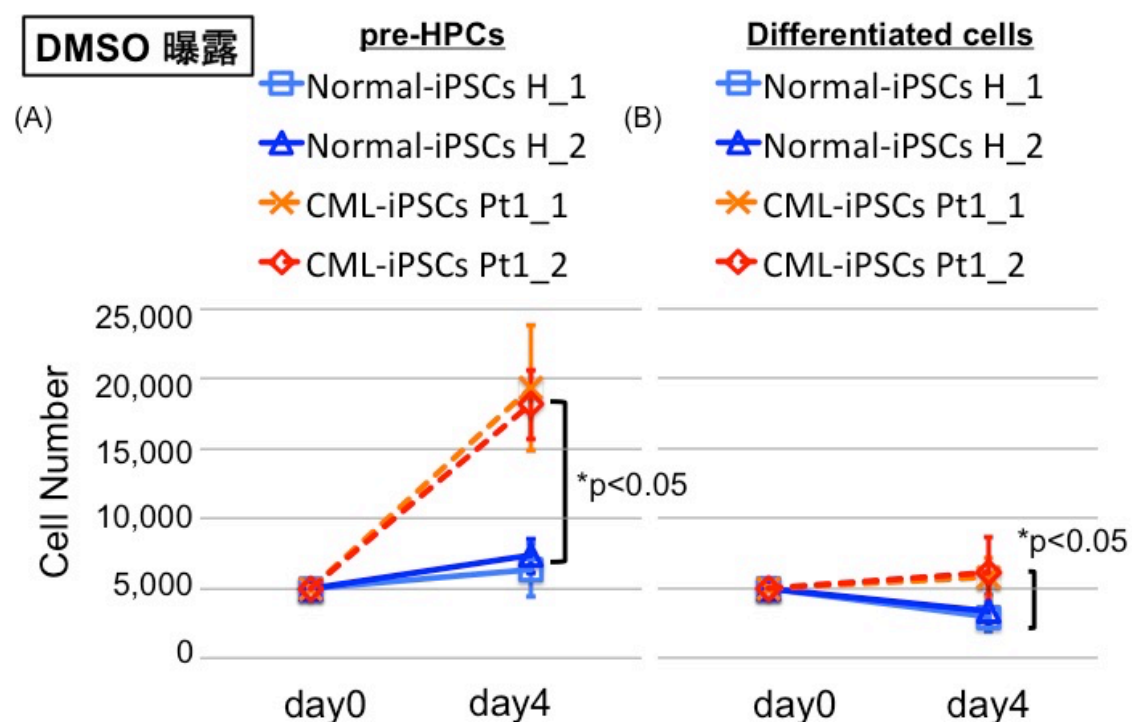 DMSO 曝露
(A)
pre-HPCs
Normal-iPSCs H_1
Normal-iPSCs H_2
CML-iPSCs Pt1_1
CML-iPSCs Pt1_2
(B)
Differentiated cells
Normal-iPSCs H_1
Normal-iPSCs H_2
CML-iPSCs Pt1_1
CML-iPSCs Pt1_2
Cell Number
25,000
20,000
15,000
10,000
5,000
0
*p<0.05
*p<0.05
day0
day4
day0
day4